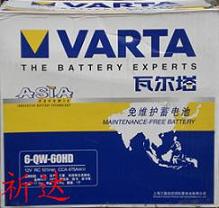 VARTA
THE BATTERY EXPERTS
瓦尔塔
ASIA
DYNAMIC
免维护蓄电池
MAINTENANCE-FREE BATTERY
6-QW-60HD
祈达